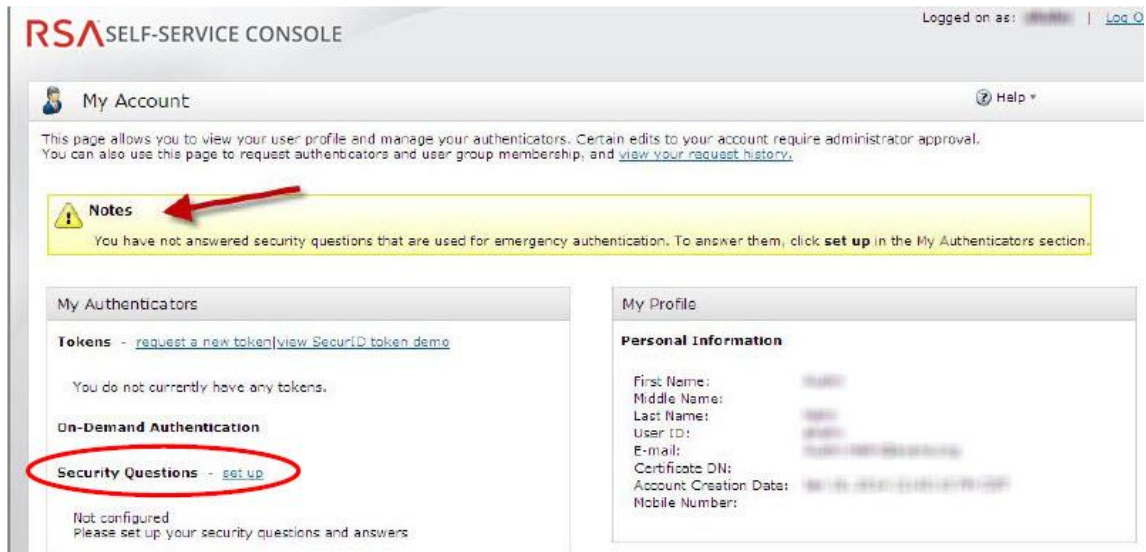 Logged on as: | Log O
RSA SELF-SERVICE CONSOLE
My Account
Help
This page allows you to view your user profile and manage your authenticators. Certain edits to your account require administrator approval.
You can also use this page to request authenticators and user group membership, and view your request history.
Notes
You have not answered security questions that are used for emergency authentication. To answer them, click set up in the My Authenticators section.
My Authenticators
Tokens - request a new token|view SecurID token demo
You do not currently have any tokens.
On-Demand Authentication
Security Questions - set up
Not configured
Please set up your security questions and answers
My Profile
Personal Information
First Name:
Middle Name:
Last Name:
User ID:
E-mail:
Certificate DN:
Account Creation Date:
Mobile Number: